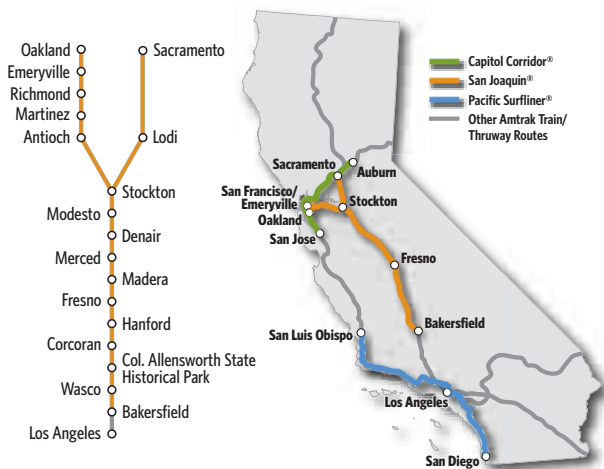 Oakland
Emeryville
Richmond
Martinez
Antioch
Sacramento
Lodi
Stockton
Modesto
Denair
Merced
Madera
Fresno
Hanford
Corcoran
Col. Allensworth State
Historical Park
Wasco
Bakersfield
Los Angeles
Capitol Corridor®
San Joaquin®
Pacific Surfliner®
Other Amtrak Train/
Thruway Routes
Sacramento
Auburn
San Francisco/
Emeryville
Oakland
Stockton
San Jose
Fresno
San Luis Obispo
Bakersfield
Los Angeles
San Diego